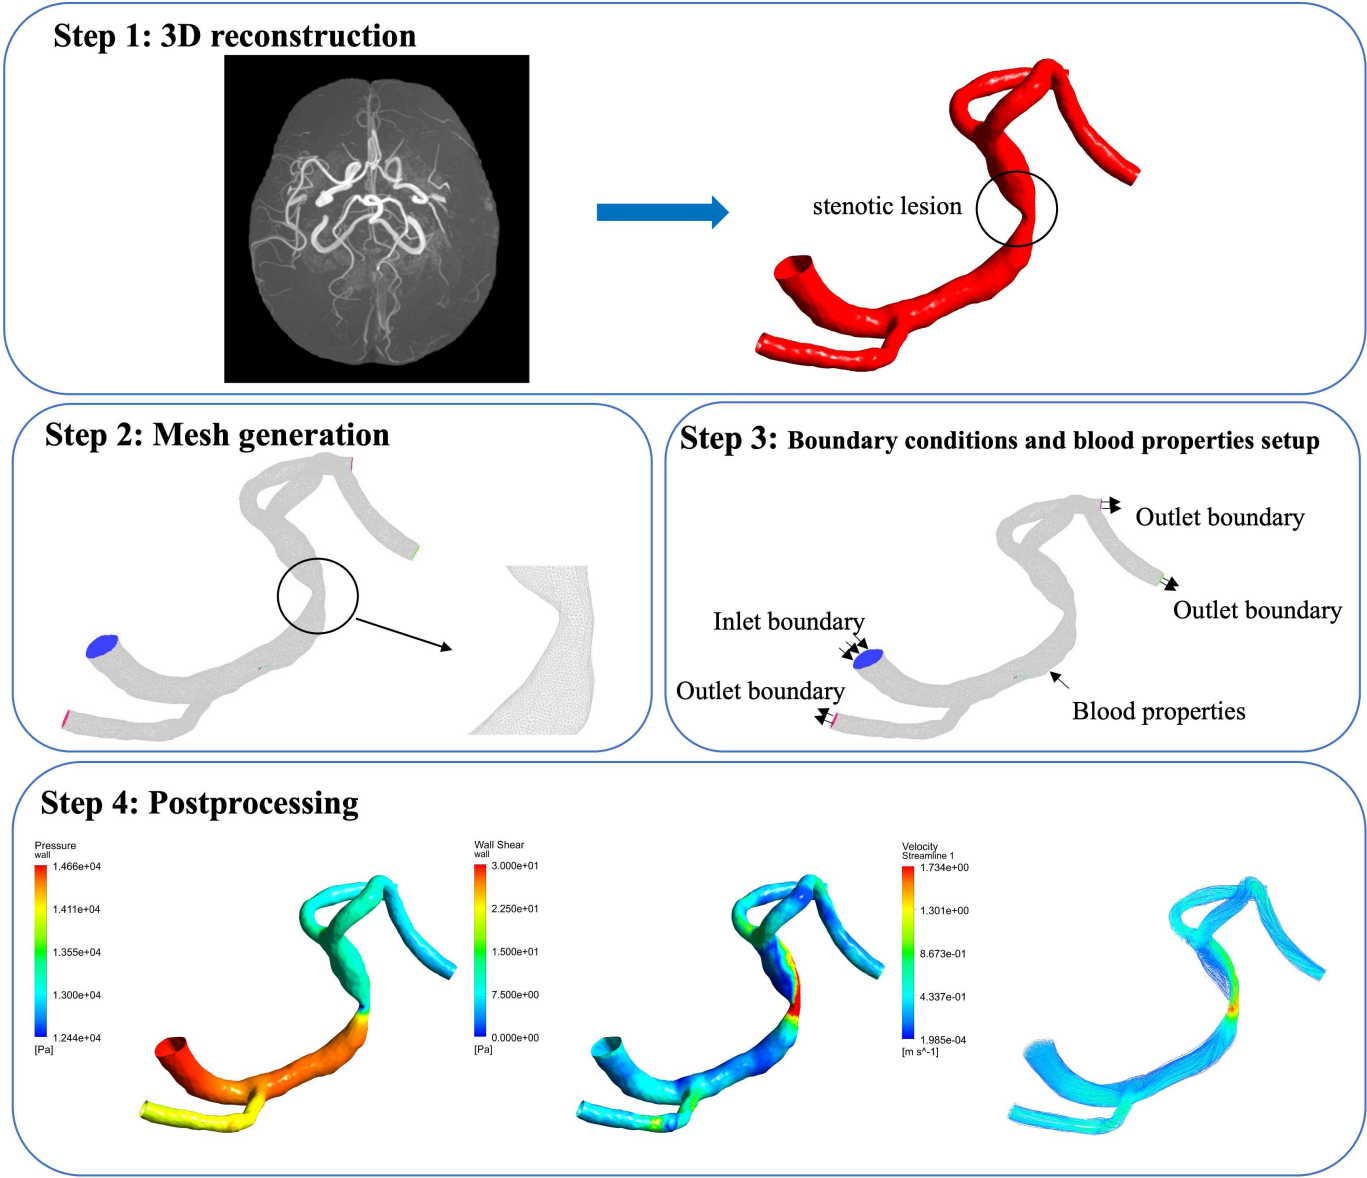 Step 1: 3D reconstruction
stenotic lesion
Step 2: Mesh generation
Step 3: Boundary conditions and blood properties setup
Outlet boundary
Outlet boundary
Inlet boundary
Outlet boundary
Blood properties
Step 4: Postprocessing
Pressure
wall
1.466e+04
1.411e+04
1.355e+04
1.300e+04
1.244e+04
[Pa]
Wall Shear
wall
3.000e+01
2.250e+01
1.500e+01
7.500e+00
0.000e+00
[Pa]
Velocity
Streamline 1
1.734e+00
1.301e+00
8.673e-01
4.337e-01
1.985e-04
[m s^-1]